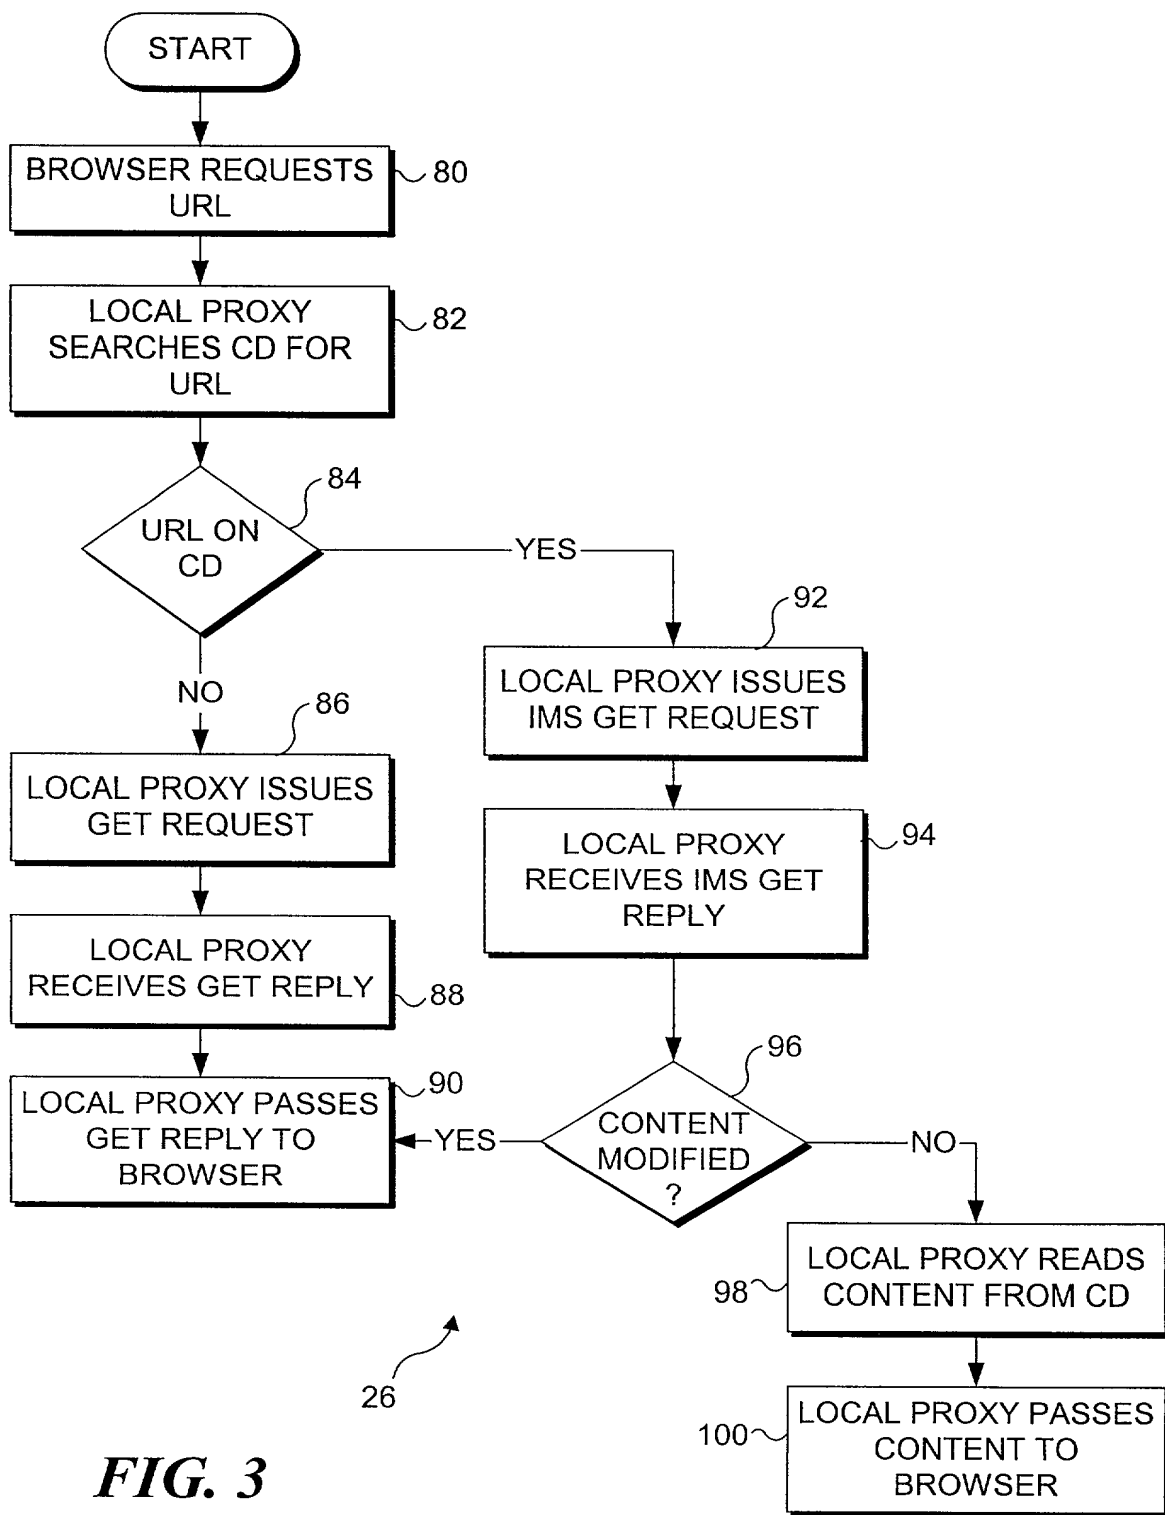 START
BROWSER REQUESTS
URL
80
LOCAL PROXY
SEARCHES CD FOR
URL
82
84
URL ON
CD
YES
NO
92
LOCAL PROXY ISSUES
IMS GET REQUEST
86
LOCAL PROXY ISSUES
GET REQUEST
LOCAL PROXY
RECEIVES IMS GET
REPLY
94
LOCAL PROXY
RECEIVES GET REPLY
88
96
CONTENT
MODIFIED
?
YES
NO
90
LOCAL PROXY PASSES
GET REPLY TO
BROWSER
LOCAL PROXY READS
CONTENT FROM CD
98
LOCAL PROXY PASSES
CONTENT TO
BROWSER
100
26
FIG. 3